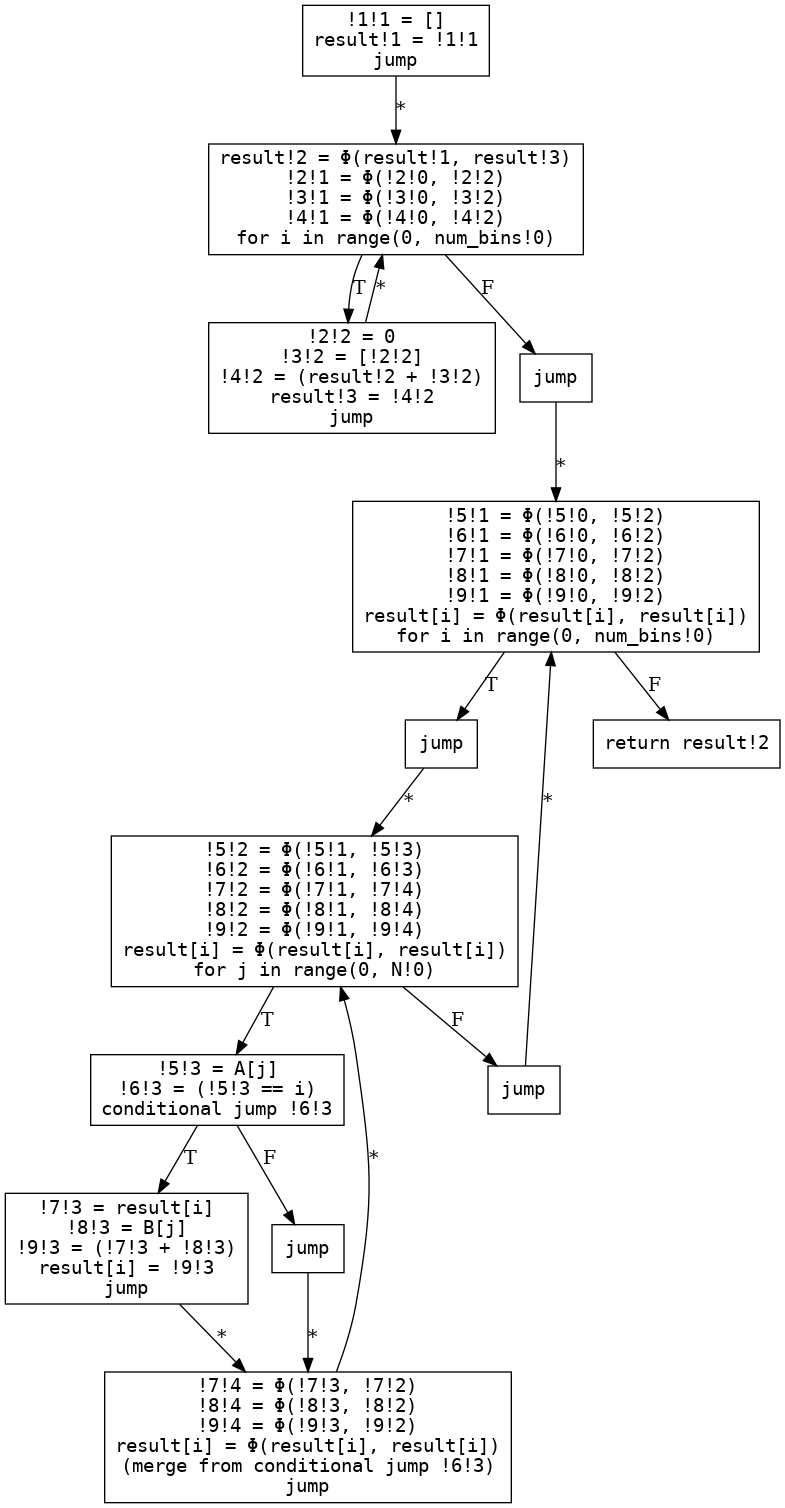 !1!1 = []
result!1 = !1!1
jump
*
result!2 = Φ(result!1, result!3)
!2!1 = Φ(!2!0, !2!2)
!3!1 = Φ(!3!0, !3!2)
!4!1 = Φ(!4!0, !4!2)
for i in range(0, num_bins!0)
T
*
F
!2!2 = 0
!3!2 = [!2!2]
!4!2 = (result!2 + !3!2)
result!3 = !4!2
jump
jump
*
!5!1 = Φ(!5!0, !5!2)
!6!1 = Φ(!6!0, !6!2)
!7!1 = Φ(!7!0, !7!2)
!8!1 = Φ(!8!0, !8!2)
!9!1 = Φ(!9!0, !9!2)
result[i] = Φ(result[i], result[i])
for i in range(0, num_bins!0)
T
F
jump
return result!2
*
*
!5!2 = Φ(!5!1, !5!3)
!6!2 = Φ(!6!1, !6!3)
!7!2 = Φ(!7!1, !7!4)
!8!2 = Φ(!8!1, !8!4)
!9!2 = Φ(!9!1, !9!4)
result[i] = Φ(result[i], result[i])
for j in range(0, N!0)
T
F
!5!3 = A[j]
!6!3 = (!5!3 == i)
conditional jump !6!3
jump
T
F
*
!7!3 = result[i]
!8!3 = B[j]
!9!3 = (!7!3 + !8!3)
result[i] = !9!3
jump
jump
*
*
!7!4 = Φ(!7!3, !7!2)
!8!4 = Φ(!8!3, !8!2)
!9!4 = Φ(!9!3, !9!2)
result[i] = Φ(result[i], result[i])
(merge from conditional jump !6!3)
jump